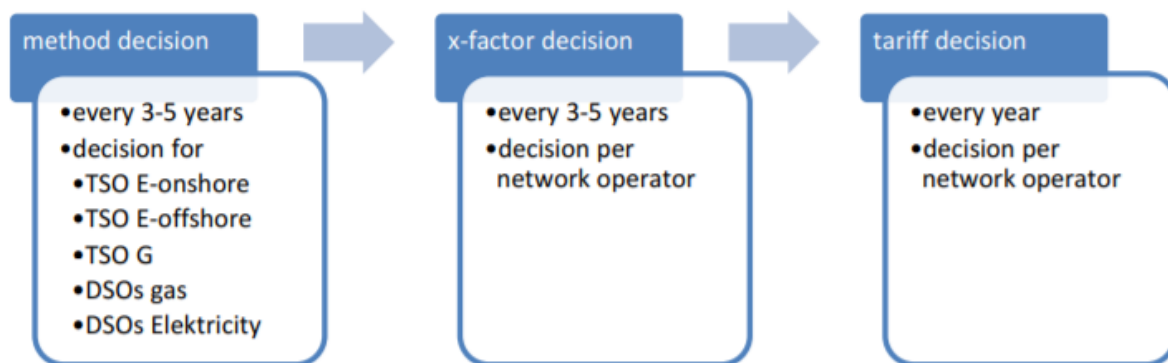 method decision
•every 3-5 years
•decision for
•TSO E-onshore
•TSO E-offshore
•TSO G
•DSOs gas
•DSOs Elektricity
x-factor decision
•every 3-5 years
•decision per
network operator
tariff decision
•every year
•decision per
network operator